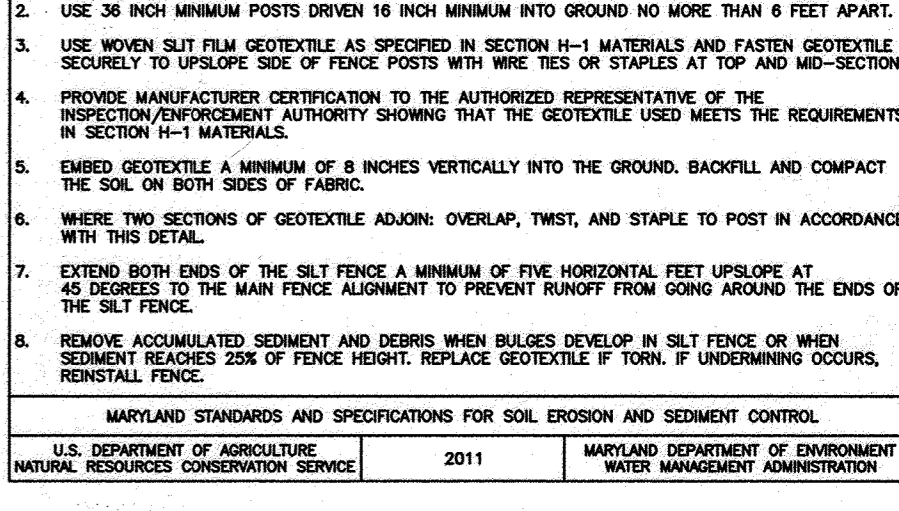 2. USE 36 INCH MINIMUM POSTS DRIVEN 16 INCH MINIMUM INTO GROUND NO MORE THAN 6 FEET APART.
3. USE WOVEN SLIT FILM GEOTEXTILE AS SPECIFIED IN SECTION H-1 MATERIALS AND FASTEN GEOTEXTILE
SECURELY TO UPSLOPE SIDE OF FENCE POSTS WITH WIRE TIES OR STAPLES AT TOP AND MID-SECTION
4. PROVIDE MANUFACTURER CERTIFICATION TO THE AUTHORIZED REPRESENTATIVE OF THE
INSPECTION/ENFORCEMENT AUTHORITY SHOWING THAT THE GEOTEXTILE USED MEETS THE REQUIREMENTS
IN SECTION H-1 MATERIALS.
5. EMBED GEOTEXTILE A MINIMUM OF 8 INCHES VERTICALLY INTO THE GROUND. BACKFILL AND COMPACT
THE SOIL ON BOTH SIDES OF FABRIC.
6. WHERE TWO SECTIONS OF GEOTEXTILE ADJOIN: OVERLAP, TWIST, AND STAPLE TO POST IN ACCORDANCE
WITH THIS DETAIL.
7. EXTEND BOTH ENDS OF THE SILT FENCE A MINIMUM OF FIVE HORIZONTAL FEET UPSLOPE AT
45 DEGREES TO THE MAIN FENCE ALIGNMENT TO PREVENT RUNOFF FROM GOING AROUND THE ENDS OF
THE SILT FENCE.
8. REMOVE ACCUMULATED SEDIMENT AND DEBRIS WHEN BULGES DEVELOP IN SILT FENCE OR WHEN
SEDIMENT REACHES 25% OF FENCE HEIGHT. REPLACE GEOTEXTILE IF TORN. IF UNDERMINING OCCURS,
REINSTALL FENCE.
MARYLAND STANDARDS AND SPECIFICATIONS FOR SOIL EROSION AND SEDIMENT CONTROL
U.S. DEPARTMENT OF AGRICULTURE
NATURAL RESOURCES CONSERVATION SERVICE
2011
MARYLAND DEPARTMENT OF ENVIRONMENT
WATER MANAGEMENT ADMINISTRATION